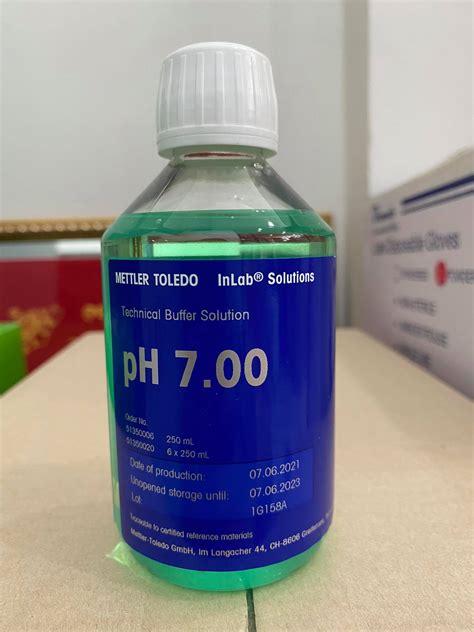 METTLER TOLEDO InLab® Solutions
Technical Buffer Solution
pH 7.00
Order No.
51350006 250 mL
51350020 6 x 250 mL
Date of production: 07.06.2021
Unopened storage until: 07.06.2023
Lot 1G158A
Traceable to certified reference materials
Mettler-Toledo GmbH, Im Langacher 44, CH-8606
Gloves